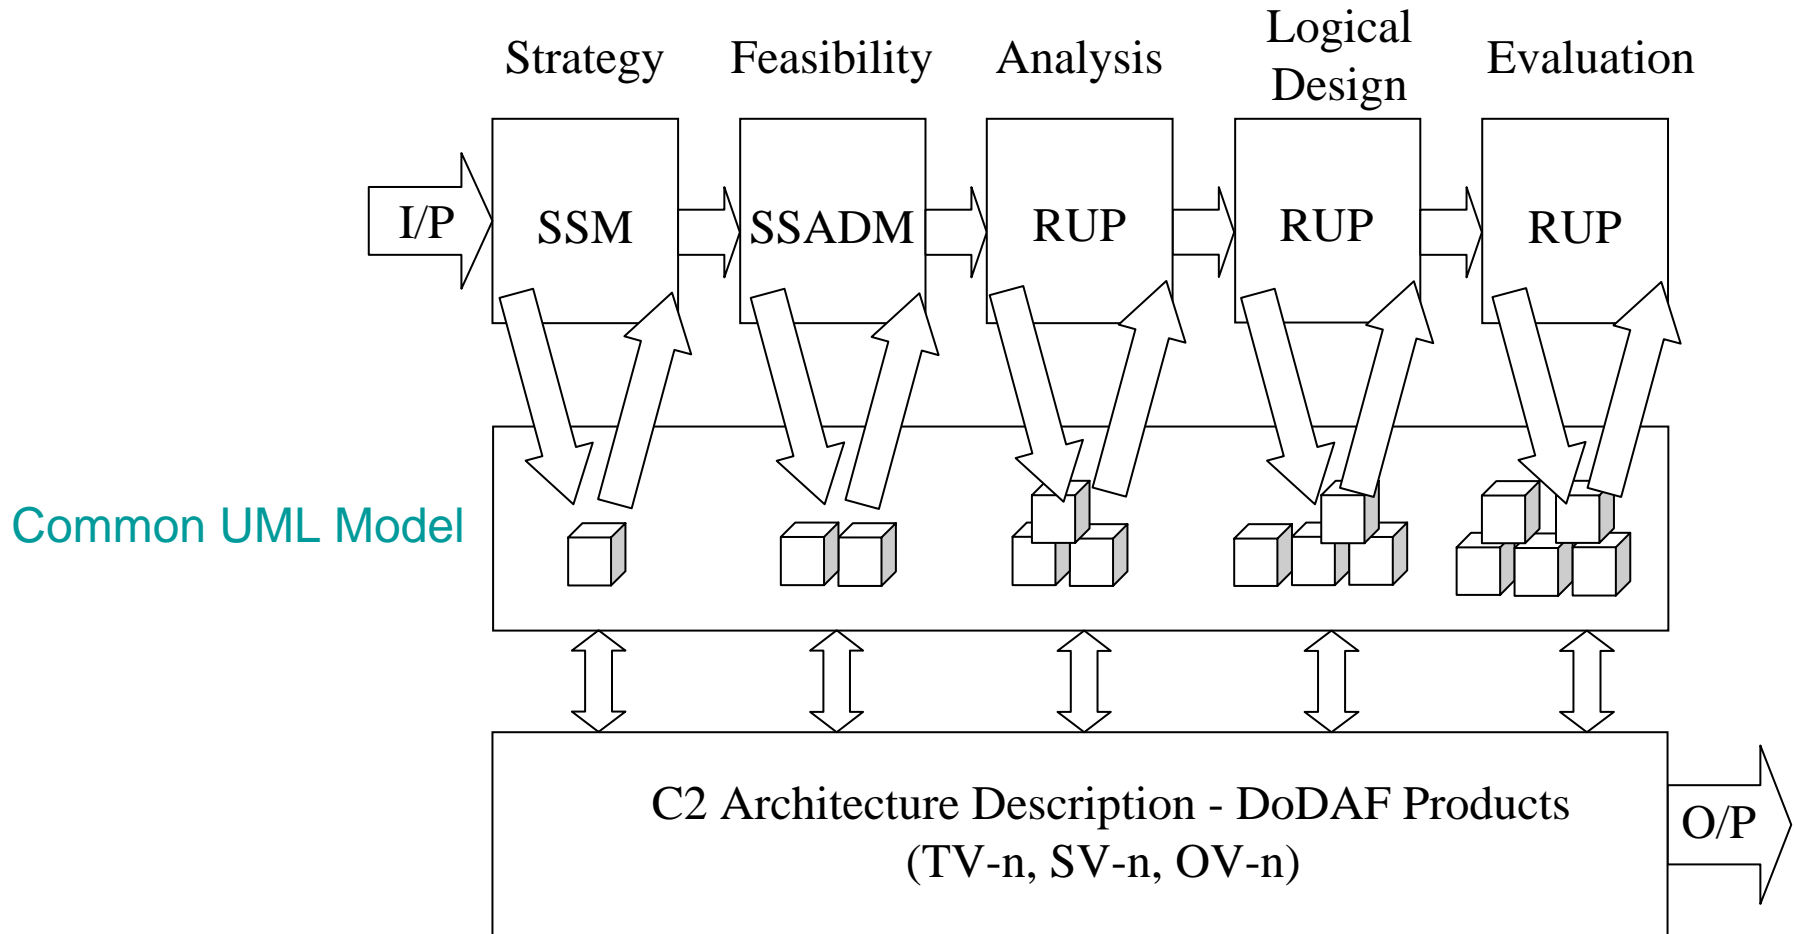 Strategy
Feasibility
Analysis
Logical
Design
Evaluation
I/P
SSM
SSADM
RUP
RUP
RUP
Common UML Model
C2 Architecture Description - DoDAF Products
(TV-n, SV-n, OV-n)
O/P